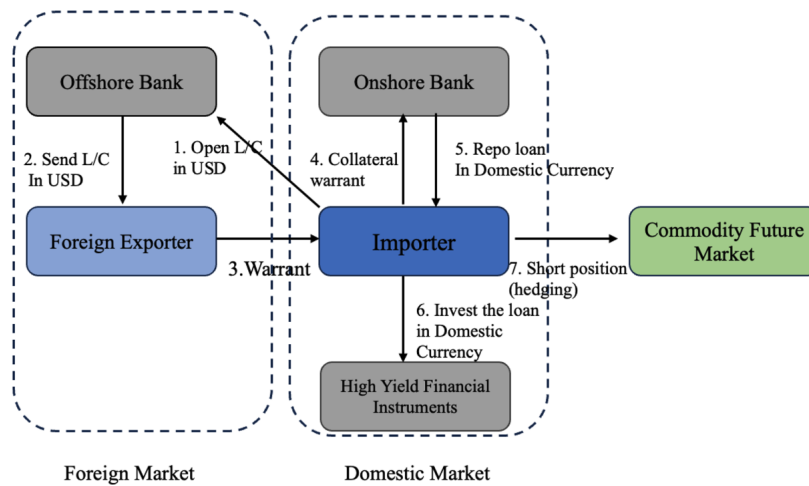 Offshore Bank
Onshore Bank
1. Open L/C
in USD
2. Send L/C
In USD
4. Collateral
warrant
5. Repo loan
In Domestic Currency
Foreign Exporter
Importer
Commodity Future
Market
3.Warrant
7. Short position
(hedging)
6. Invest the loan
in Domestic
Currency
High Yield Financial
Instruments
Foreign Market
Domestic Market